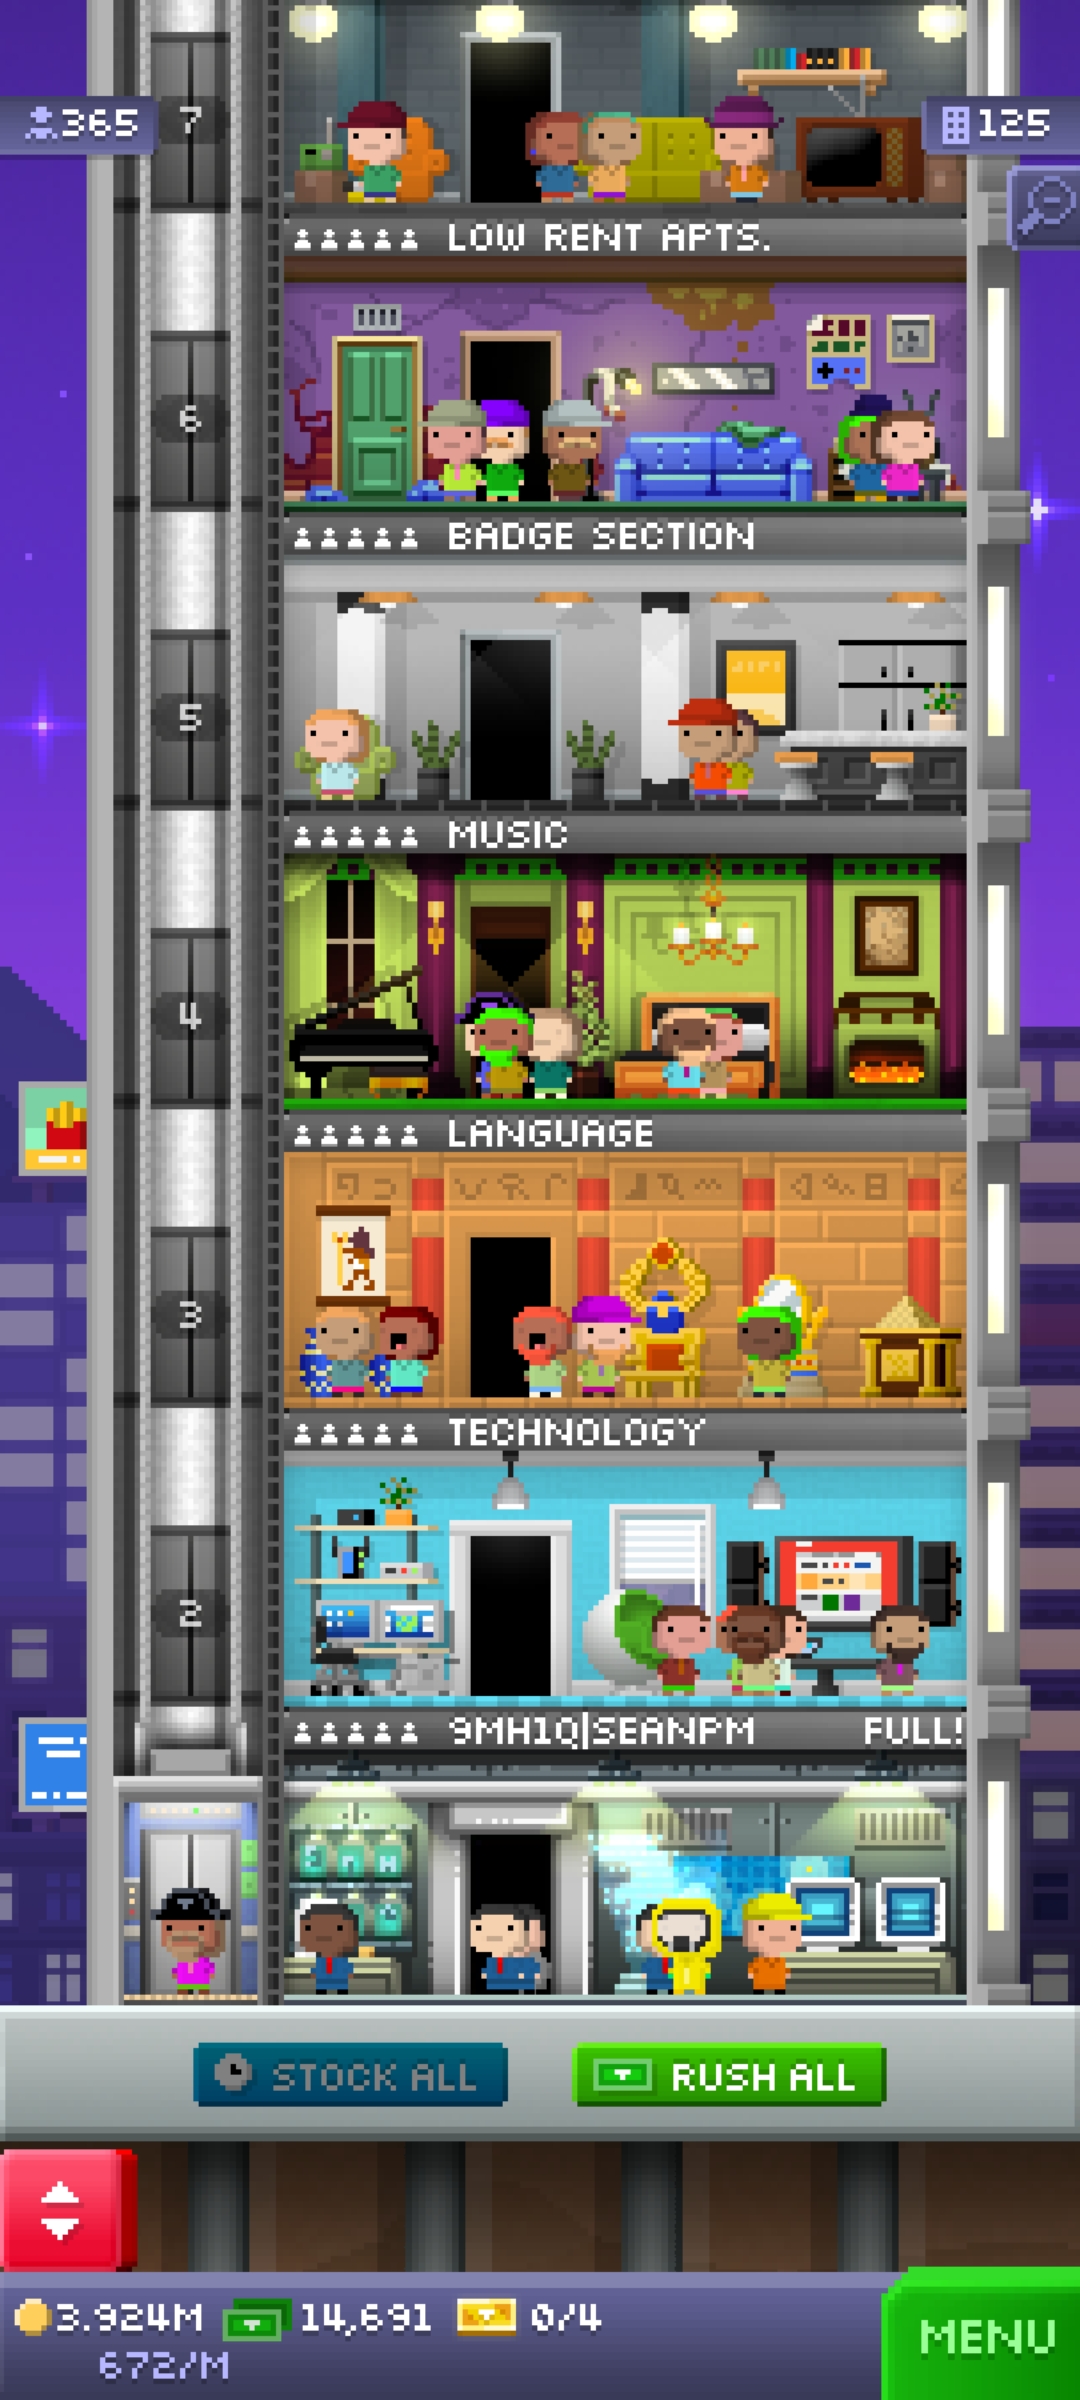 365
7
125
LOW RENT APTS.
6
BADGE SECTION
5
MUSIC
4
LANGUAGE
3
TECHNOLOGY
2
9MH1Q|SEANPM FULL!
STOCK ALL
RUSH ALL
3.924M 14,691 0/4
672/M
MENU